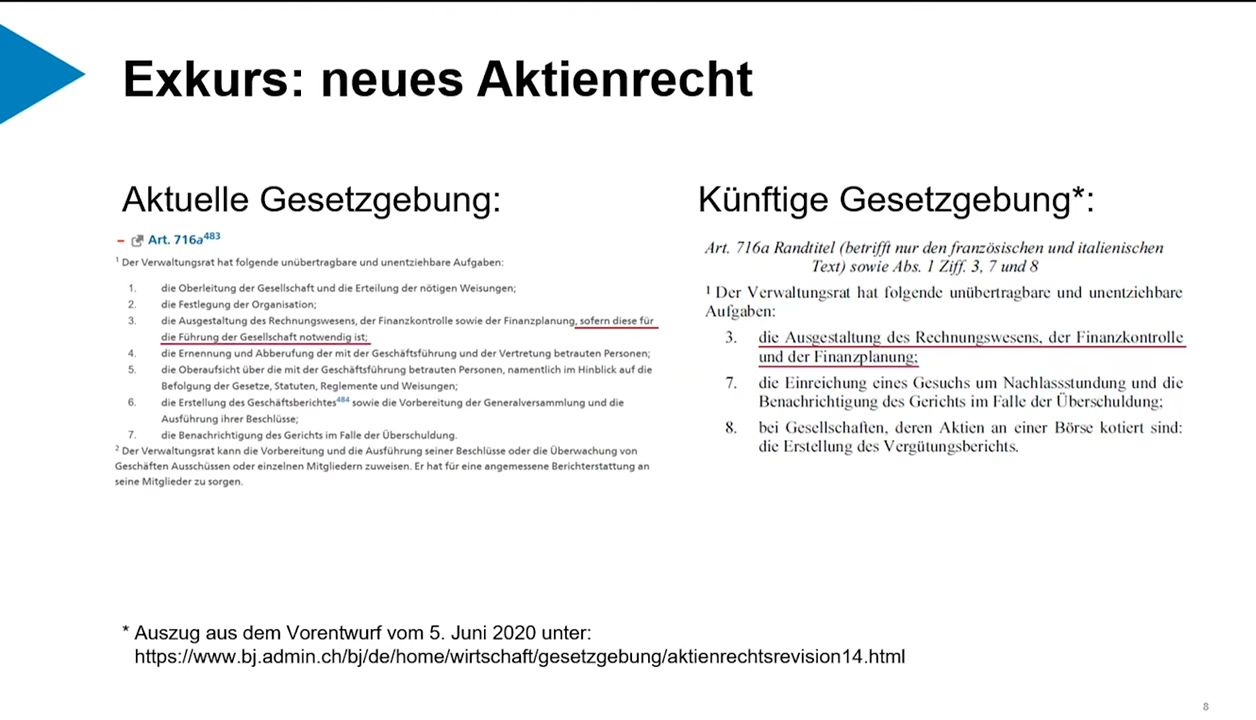 Exkurs: neues Aktienrecht
Aktuelle Gesetzgebung:
– Art. 716a483
1 Der Verwaltungsrat hat folgende unübertragbare und unentziehbare Aufgaben:
1. die Oberleitung der Gesellschaft und die Erteilung der nötigen Weisungen;
2. die Festlegung der Organisation;
3. die Ausgestaltung des Rechnungswesens, der Finanzkontrolle sowie der Finanzplanung, sofern diese für
die Führung der Gesellschaft notwendig ist;
4. die Ernennung und Abberufung der mit der Geschäftsführung und der Vertretung betrauten Personen;
5. die Oberaufsicht über die mit der Geschäftsführung betrauten Personen, namentlich im Hinblick auf die
Befolgung der Gesetze, Statuten, Reglemente und Weisungen;
6. die Erstellung des Geschäftsberichtes484 sowie die Vorbereitung der Generalversammlung und die
Ausführung ihrer Beschlüsse;
7. die Benachrichtigung des Gerichts im Falle der Überschuldung.
2 Der Verwaltungsrat kann die Vorbereitung und die Ausführung seiner Beschlüsse oder die Überwachung von
Geschäften Ausschüssen oder einzelnen Mitgliedern zuweisen. Er hat für eine angemessene Berichterstattung an
seine Mitglieder zu sorgen.
Künftige Gesetzgebung*:
Art. 716a Randtitel (betrifft nur den französischen und italienischen
Text) sowie Abs. 1 Ziff. 3, 7 und 8
1 Der Verwaltungsrat hat folgende unübertragbare und unentziehbare
Aufgaben:
3. die Ausgestaltung des Rechnungswesens, der Finanzkontrolle
und der Finanzplanung;
7. die Einreichung eines Gesuchs um Nachlassstundung und die
Benachrichtigung des Gerichts im Falle der Überschuldung;
8. bei Gesellschaften, deren Aktien an einer Börse kotiert sind:
die Erstellung des Vergütungsberichts.
* Auszug aus dem Vorentwurf vom 5. Juni 2020 unter:
https://www.bj.admin.ch/bj/de/home/wirtschaft/gesetzgebung/aktienrechtsrevision14.html
8